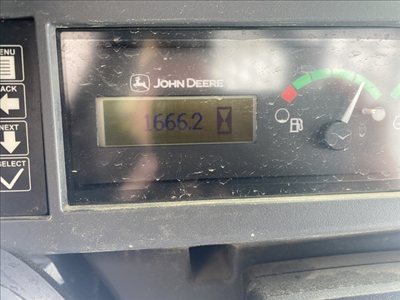 MENU
BACK
NEXT
SELECT
JOHN DEERE
1666.2